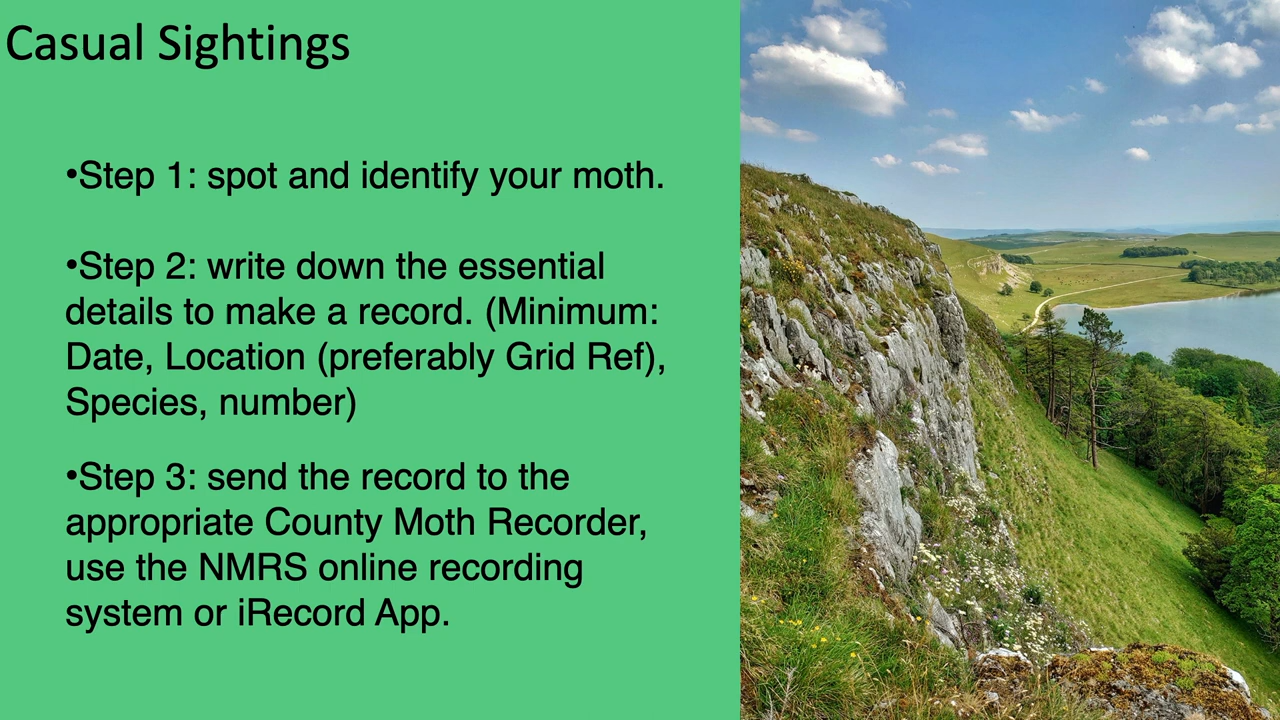 Casual Sightings
•Step 1: spot and identify your moth.
•Step 2: write down the essential
details to make a record. (Minimum:
Date, Location (preferably Grid Ref),
Species, number)
•Step 3: send the record to the
appropriate County Moth Recorder,
use the NMRS online recording
system or iRecord App.